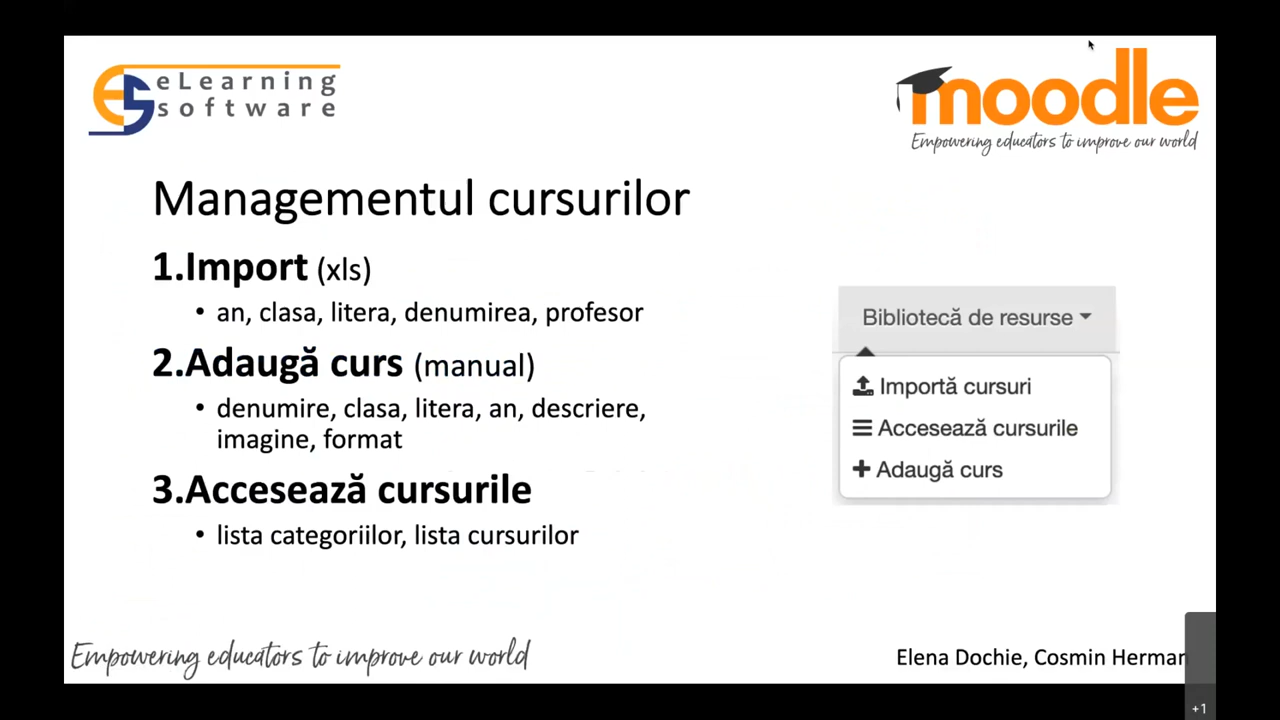 eLearning
software
moodle
Empowering educators to improve our world
Managementul cursurilor
1.Import (xls)
• an, clasa, litera, denumirea, profesor
2.Adaugă curs (manual)
• denumire, clasa, litera, an, descriere,
imagine, format
3.Accesează cursurile
• lista categoriilor, lista cursurilor
Bibliotecă de resurse
Importă cursuri
Accesează cursurile
Adaugă curs
Empowering educators to improve our world
Elena Dochie, Cosmin Herman
+1